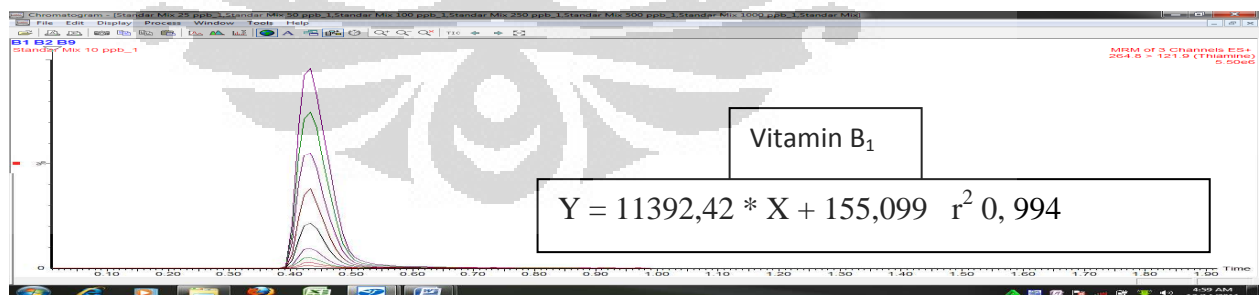 Chromatogram - [Standar Mix 25 ppb_1,Standar Mix 50 ppb_1,Standar Mix 100 ppb_1,Standar Mix 250 ppb_1,Standar Mix 500 ppb_1,Standar Mix 1000 ppb_1,Standar Mix
File Edit Display Process Window Tools Help
B1 B2 B9
Standar Mix 10 ppb_1
MRM of 3 Channels ES+
264.8 > 121.9 (Thiamine)
5.50e6
Vitamin B₁
Y = 11392,42 * X + 155,099 r² 0, 994
0
0.10 0.20 0.30 0.40 0.50 0.60 0.70 0.80 0.90 1.00 1.10 1.20 1.30 1.40 1.50 1.60 1.70 1.80 1.90 Time
4:59 AM